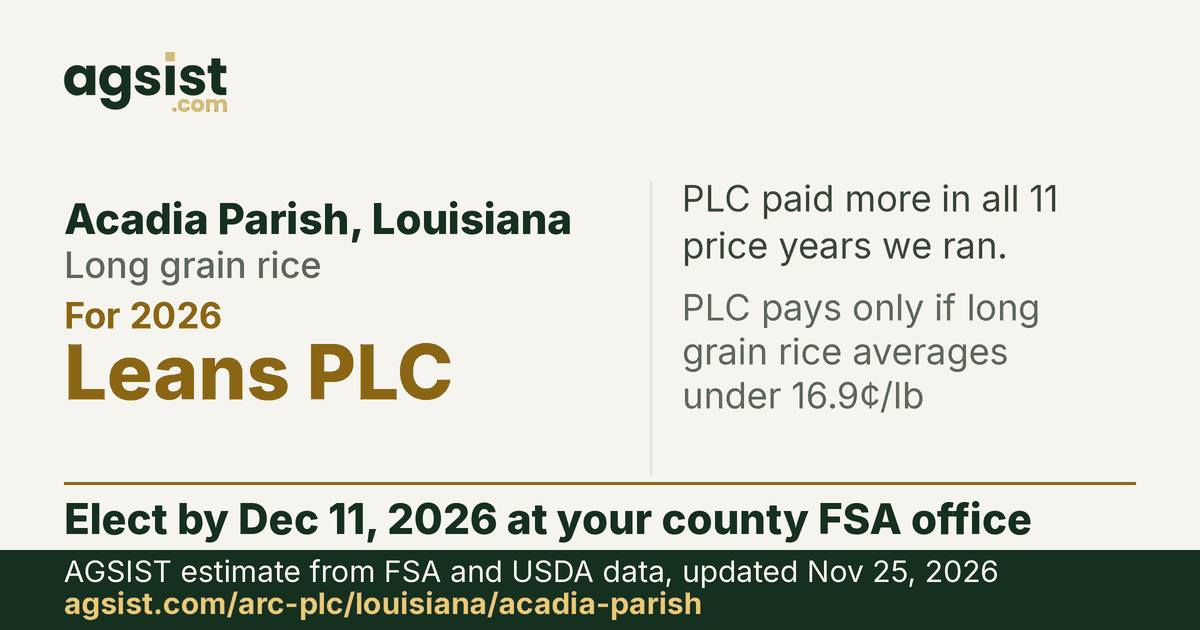 agsist
.com
Acadia Parish, Louisiana
Long grain rice
For 2026
Leans PLC
PLC paid more in all 11
price years we ran.
PLC pays only if long
grain rice averages
under 16.9¢/lb
Elect by Dec 11, 2026 at your county FSA office
AGSIST estimate from FSA and USDA data, updated Nov 25, 2026
agsist.com/arc-plc/louisiana/acadia-parish